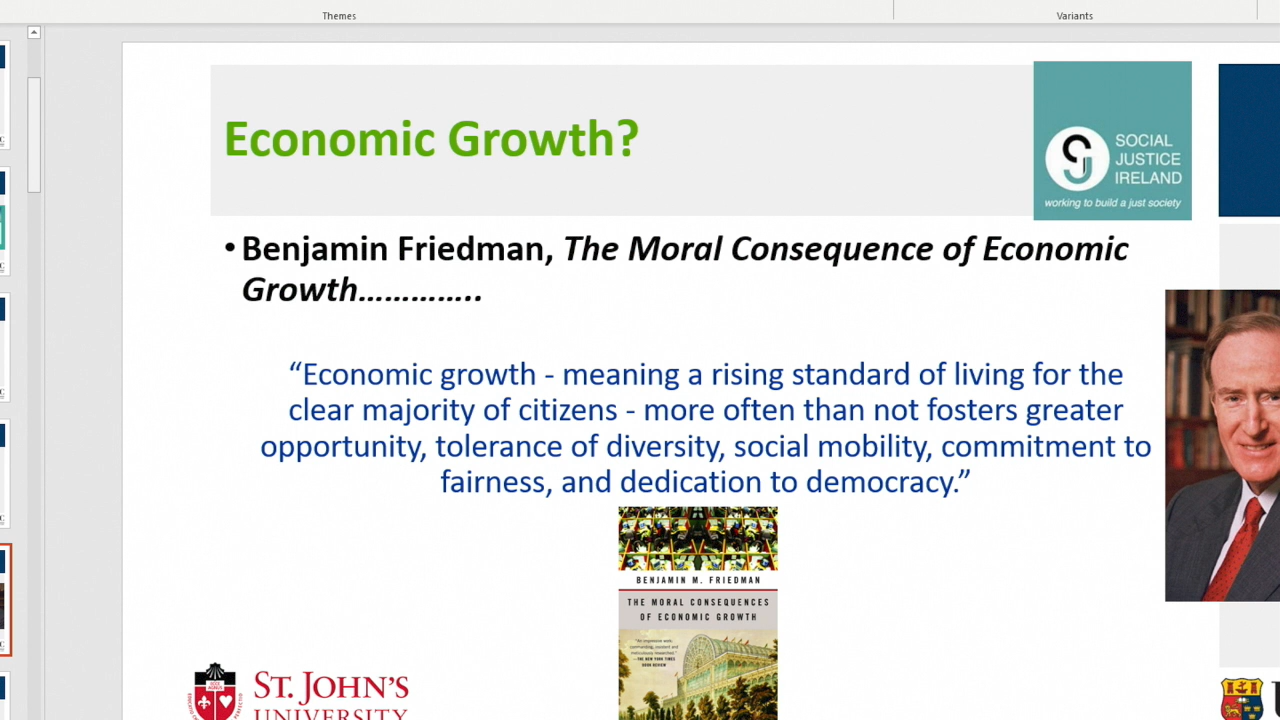 Themes
Variants
Economic Growth?
SOCIAL
JUSTICE
IRELAND
working to build a just society
• Benjamin Friedman, The Moral Consequence of Economic
Growth…………..
“Economic growth - meaning a rising standard of living for the
clear majority of citizens - more often than not fosters greater
opportunity, tolerance of diversity, social mobility, commitment to
fairness, and dedication to democracy.”
BENJAMIN M. FRIEDMAN
THE MORAL CONSEQUENCES
OF ECONOMIC GROWTH
ST. JOHN'S
UNIVERSITY